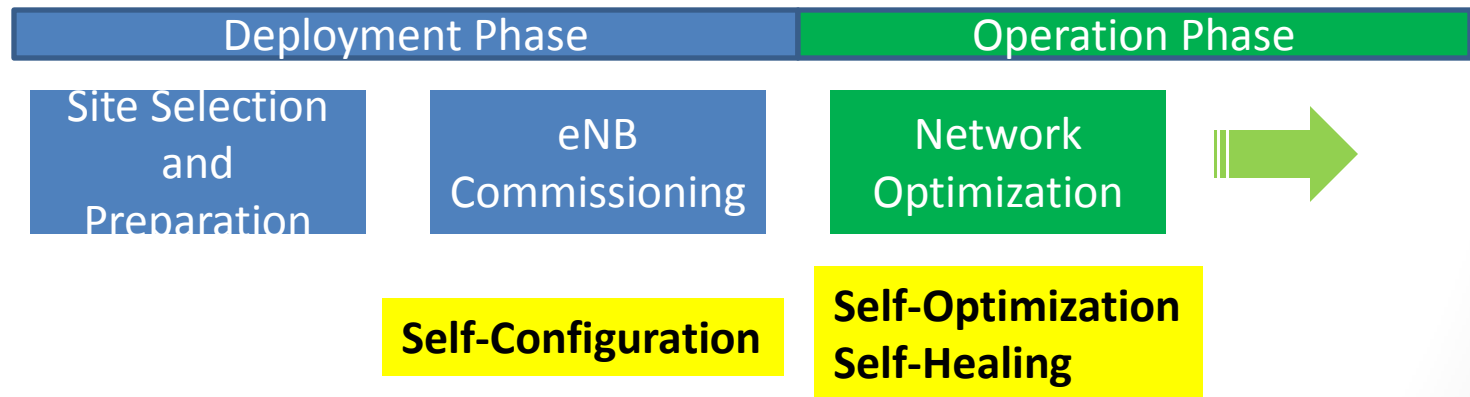 Deployment Phase
Operation Phase
Site Selection
and
Preparation
eNB
Commissioning
Network
Optimization
Self-Configuration
Self-Optimization
Self-Healing